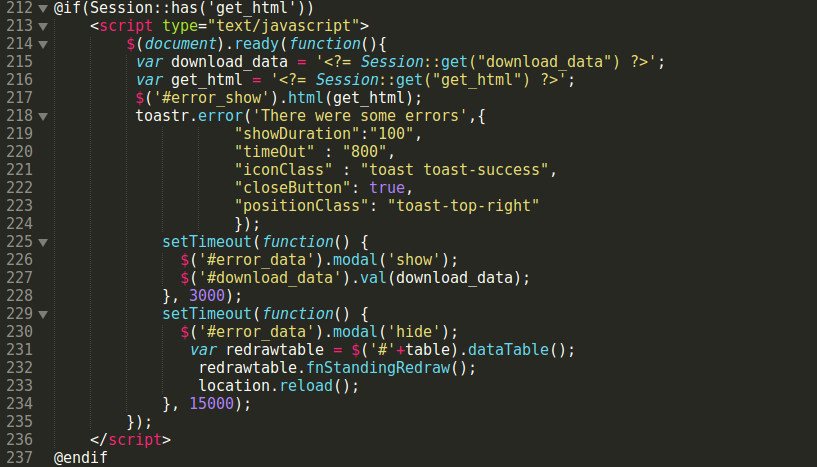 212 @if(Session::has('get_html'))
213 <script type="text/javascript">
214 $(document).ready(function(){
215 var download_data = '<?= Session::get("download_data") ?>';
216 var get_html = '<?= Session::get("get_html") ?>';
217 $('#error_show').html(get_html);
218 toastr.error('There were some errors',{
219 "showDuration":"100",
220 "timeOut" : "800",
221 "iconClass" : "toast toast-success",
222 "closeButton": true,
223 "positionClass": "toast-top-right"
224 });
225 setTimeout(function() {
226 $('#error_data').modal('show');
227 $('#download_data').val(download_data);
228 }, 3000);
229 setTimeout(function() {
230 $('#error_data').modal('hide');
231 var redrawtable = $('#'+table).dataTable();
232 redrawtable.fnStandingRedraw();
233 location.reload();
234 }, 15000);
235 });
236 </script>
237 @endif